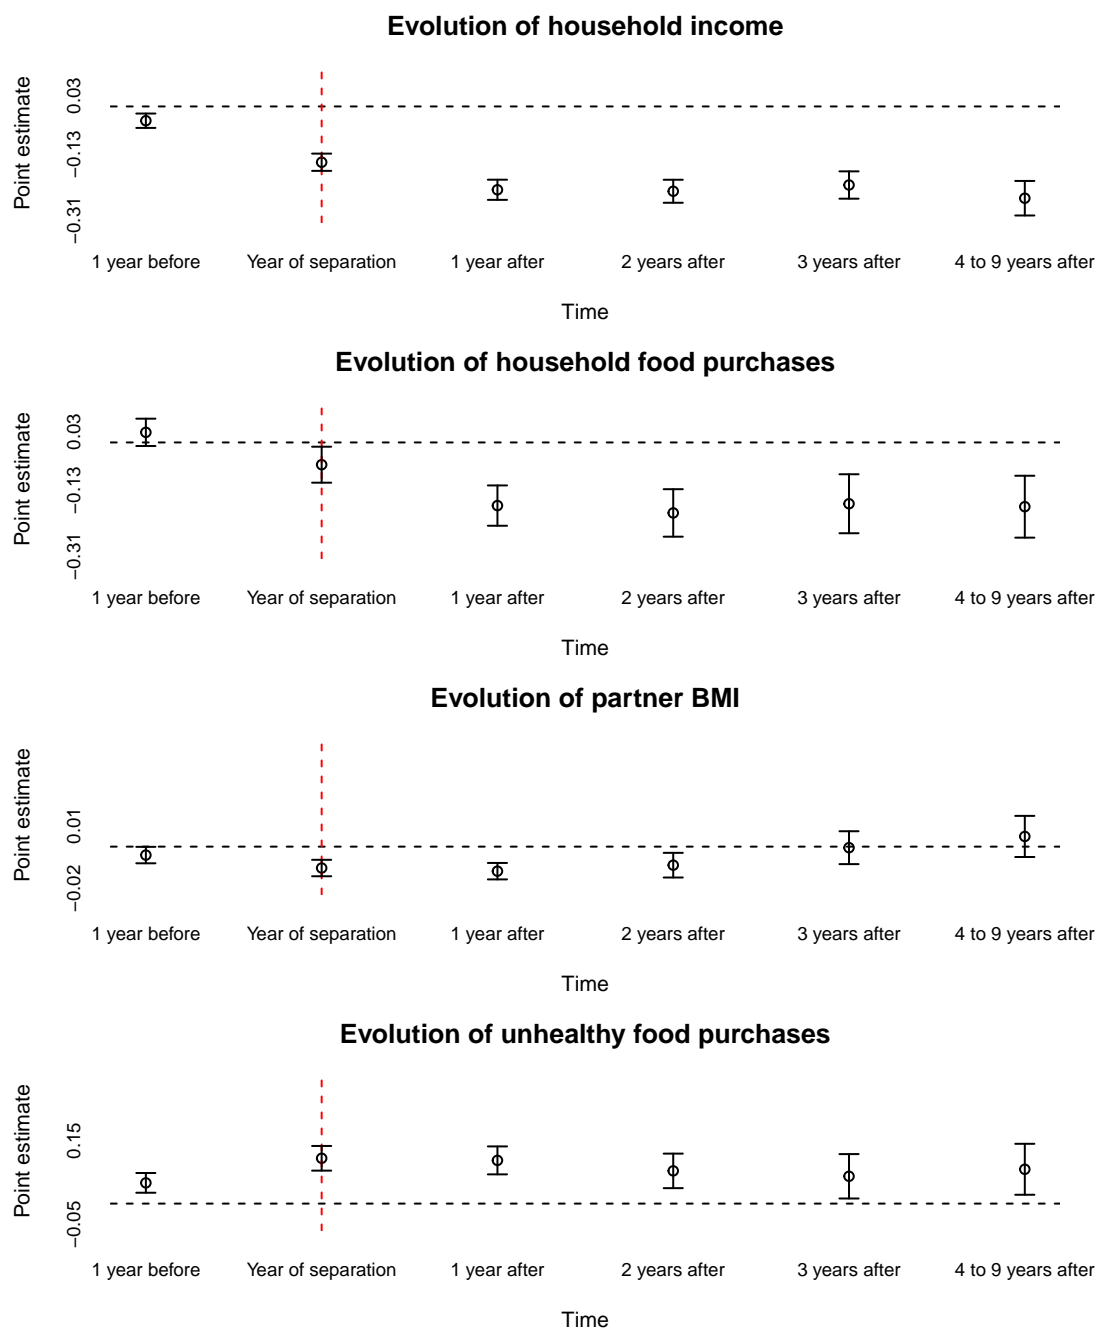 Evolution of household income
Point estimate
0.03
−0.13
−0.31
1 year before Year of separation 1 year after 2 years after 3 years after 4 to 9 years after
Time
Evolution of household food purchases
Point estimate
0.03
−0.13
−0.31
1 year before Year of separation 1 year after 2 years after 3 years after 4 to 9 years after
Time
Evolution of partner BMI
Point estimate
0.01
−0.02
1 year before Year of separation 1 year after 2 years after 3 years after 4 to 9 years after
Time
Evolution of unhealthy food purchases
Point estimate
0.15
−0.05
1 year before Year of separation 1 year after 2 years after 3 years after 4 to 9 years after
Time